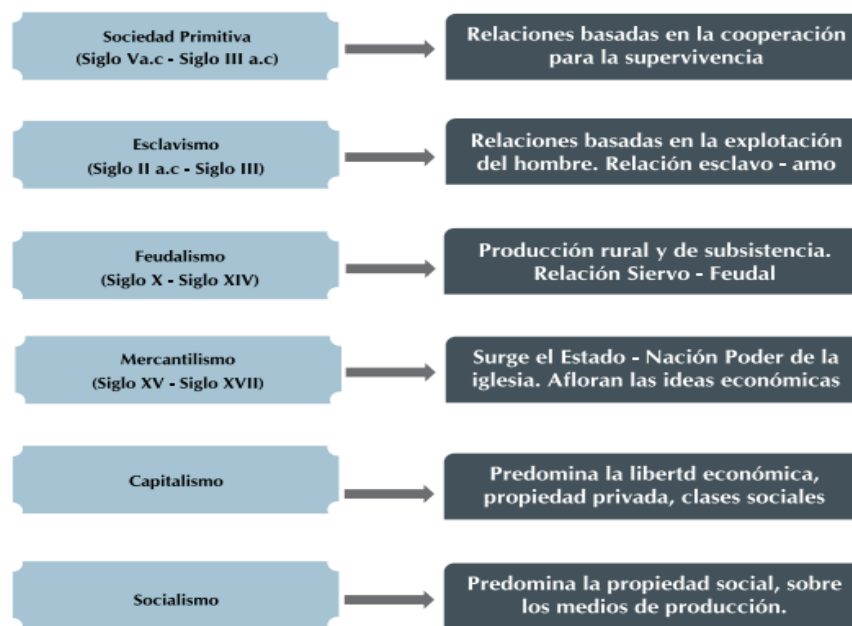 Sociedad Primitiva
(Siglo Va.c - Siglo III a.c)
Relaciones basadas en la cooperación
para la supervivencia
Esclavismo
(Siglo II a.c - Siglo III)
Relaciones basadas en la explotación
del hombre. Relación esclavo - amo
Feudalismo
(Siglo X - Siglo XIV)
Producción rural y de subsistencia.
Relación Siervo - Feudal
Mercantilismo
(Siglo XV - Siglo XVII)
Surge el Estado - Nación Poder de la
iglesia. Afloran las ideas económicas
Capitalismo
Predomina la libertd económica,
propiedad privada, clases sociales
Socialismo
Predomina la propiedad social, sobre
los medios de producción.